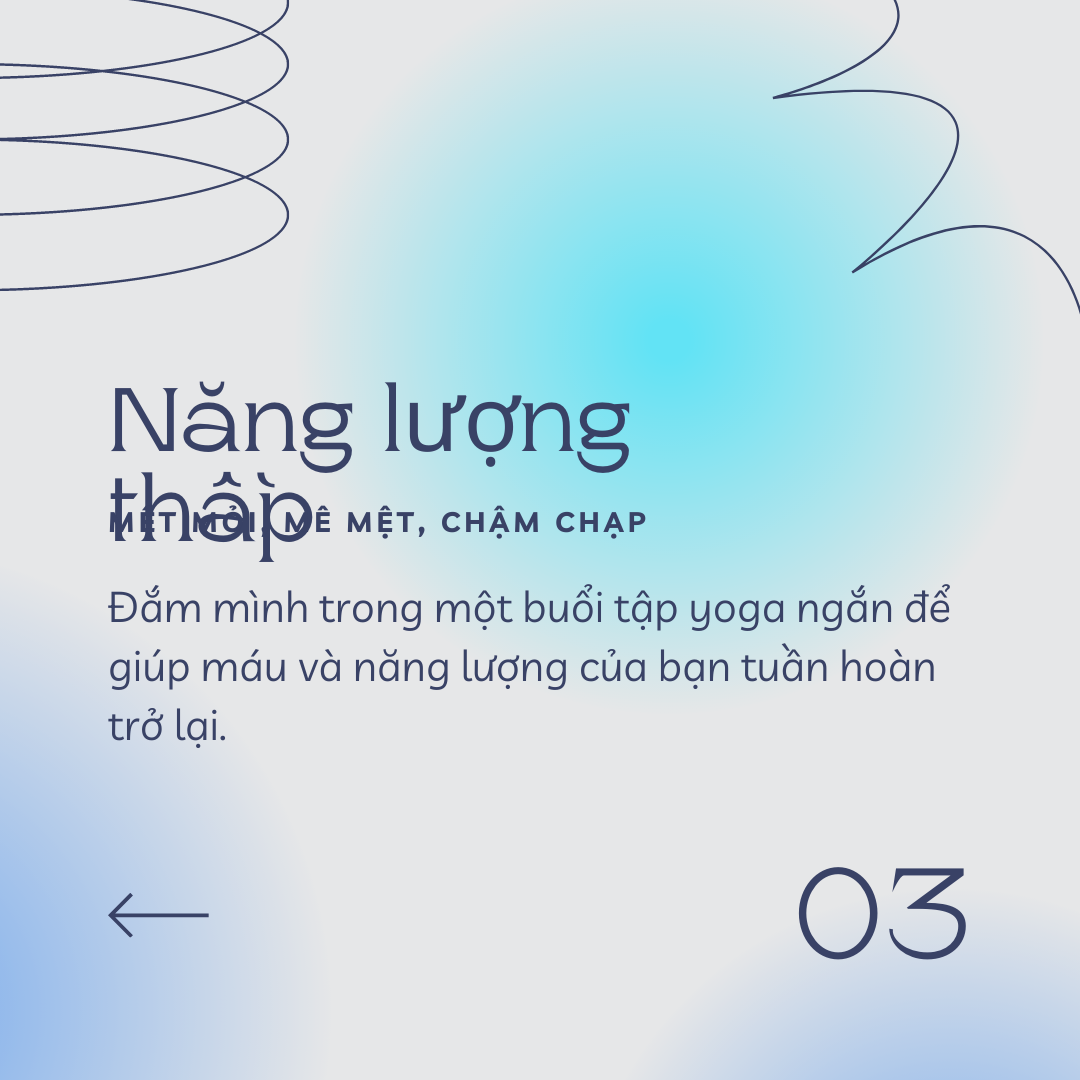 Năng lượng
thấp
MỆT MỎI, MÊ MỆT, CHẬM CHẠP
Đắm mình trong một buổi tập yoga ngắn để
giúp máu và năng lượng của bạn tuần hoàn
trở lại.
03